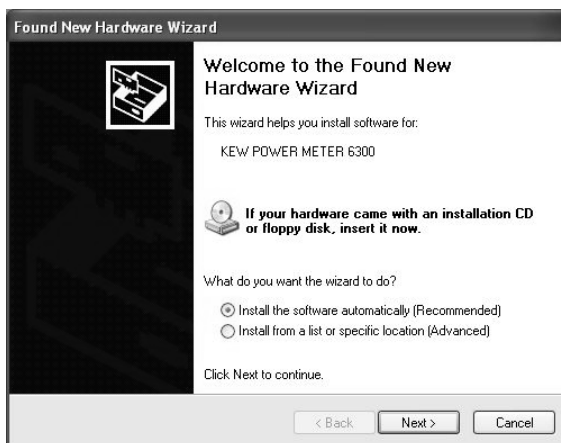 Found New Hardware Wizard
Welcome to the Found New
Hardware Wizard
This wizard helps you install software for:
KEW POWER METER 6300
If your hardware came with an installation CD
or floppy disk, insert it now.
What do you want the wizard to do?
Install the software automatically (Recommended)
Install from a list or specific location (Advanced)
Click Next to continue.
< Back Next > Cancel